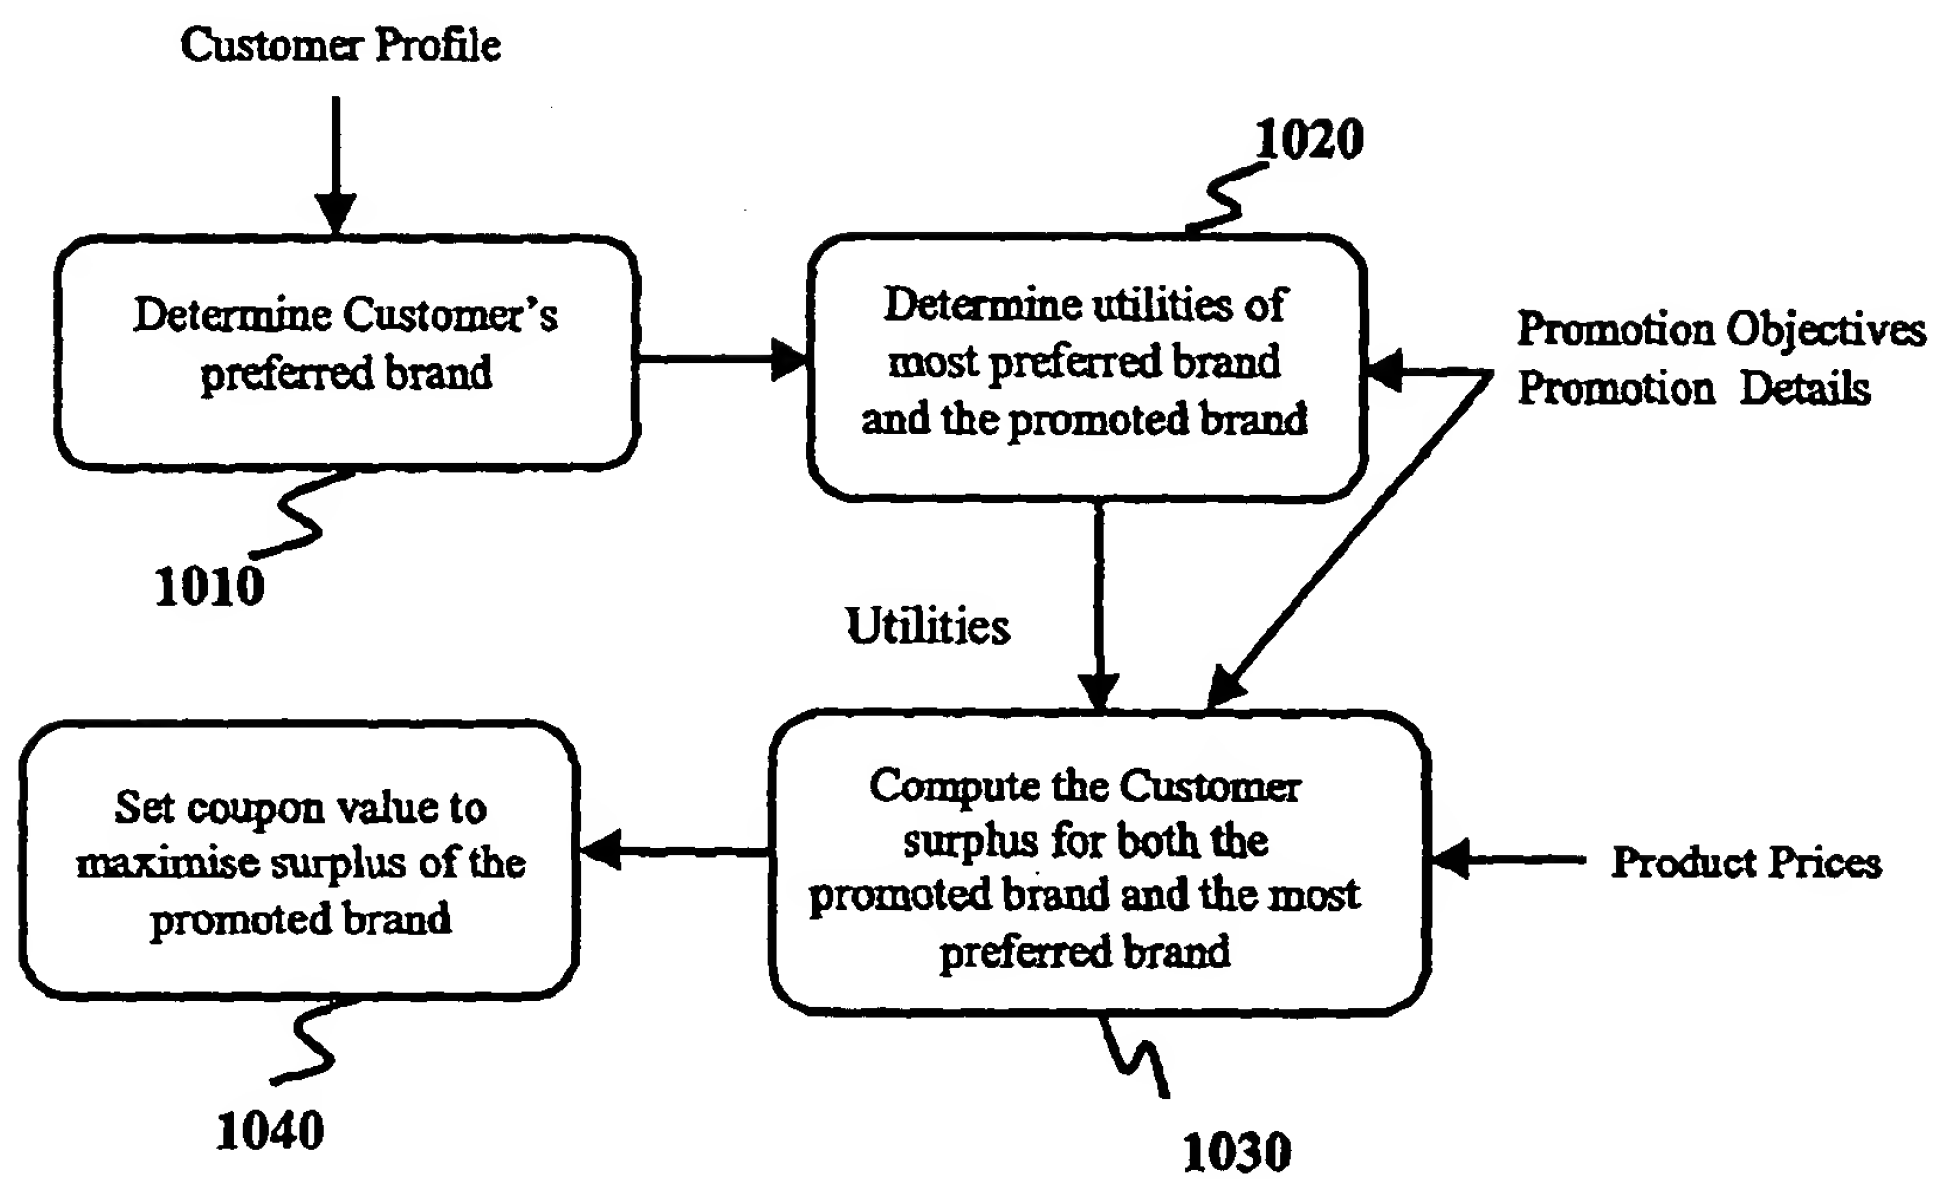 Customer Profile
1020
Determine Customer's
preferred brand
Determine utilities of
most preferred brand
and the promoted brand
Promotion Objectives
Promotion Details
1010
Utilities
Set coupon value to
maximise surplus of the
promoted brand
Compute the Customer
surplus for both the
promoted brand and the most
preferred brand
Product Prices
1040
1030